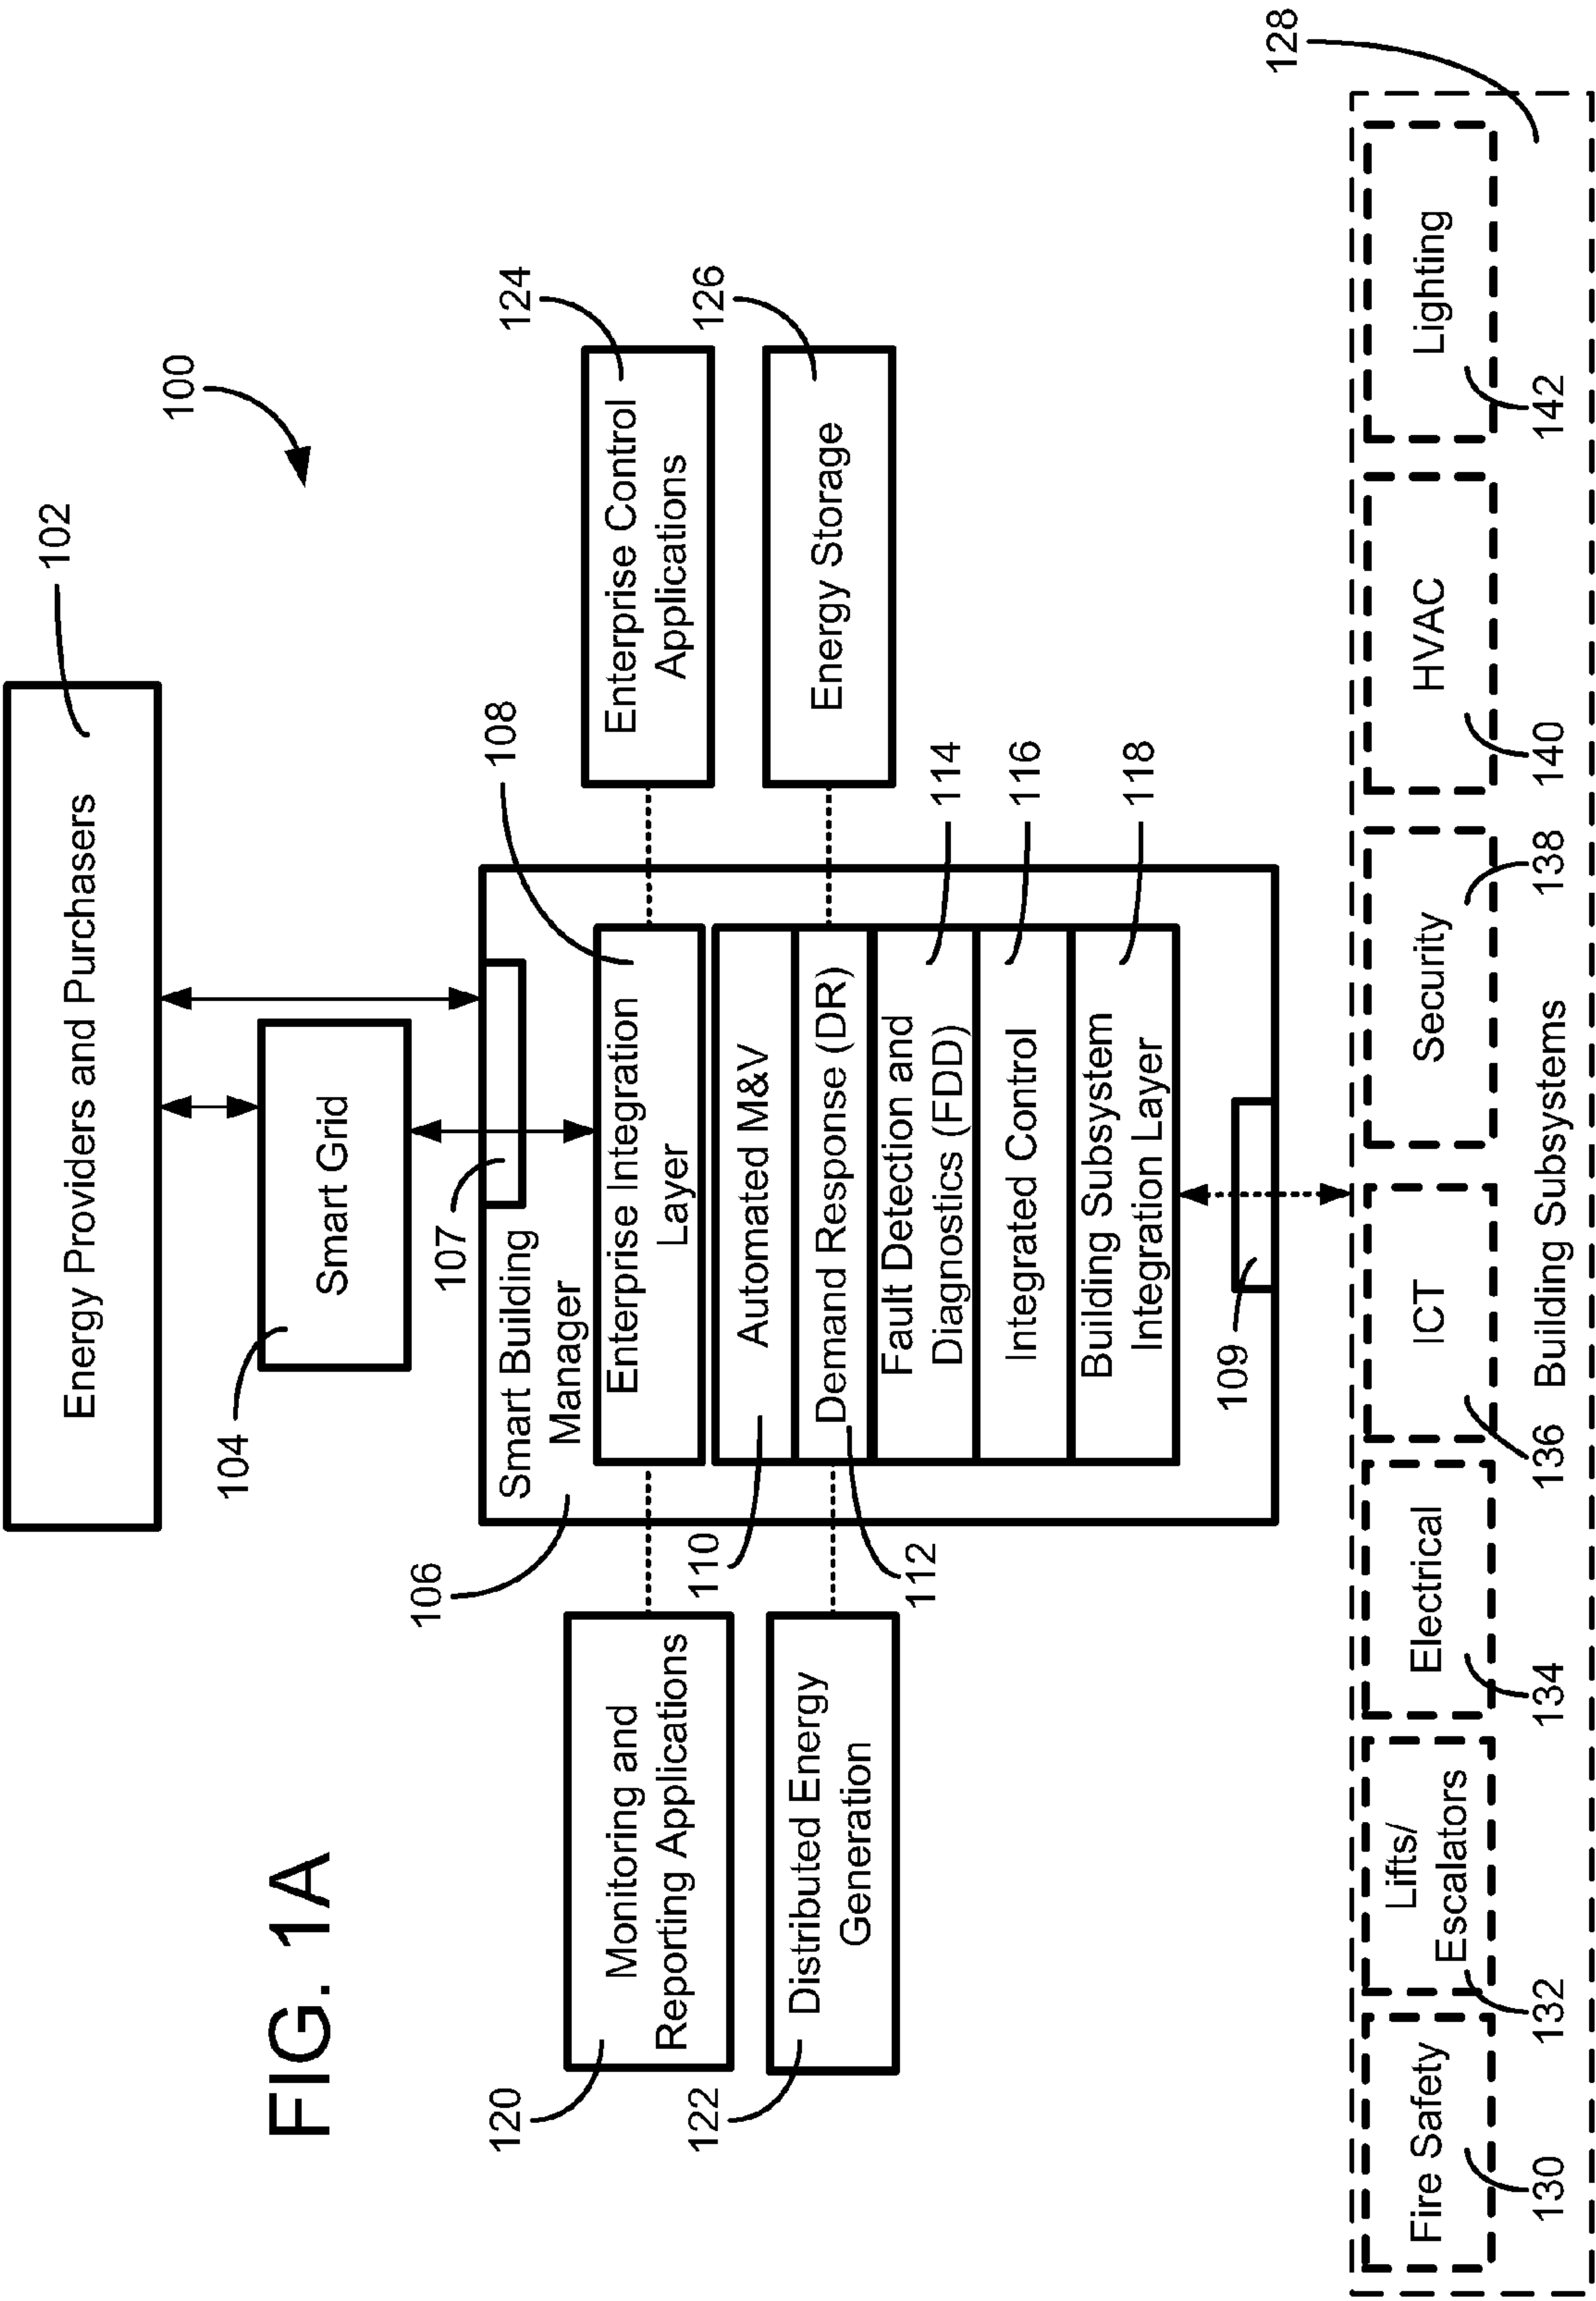 FIG. 1A
100
Energy Providers and Purchasers
102
Smart Grid
104
106
Smart Building
Manager
107
108
Enterprise Integration
Layer
Automated M&V
110
Demand Response (DR)
112
Fault Detection and
Diagnostics (FDD)
114
Integrated Control
116
Building Subsystem
Integration Layer
118
109
120
Monitoring and
Reporting Applications
122
Distributed Energy
Generation
124
Enterprise Control
Applications
126
Energy Storage
128
Fire Safety
130
Lifts/
Escalators
132
Electrical
134
ICT
136
Security
138
HVAC
140
Lighting
142
Building Subsystems